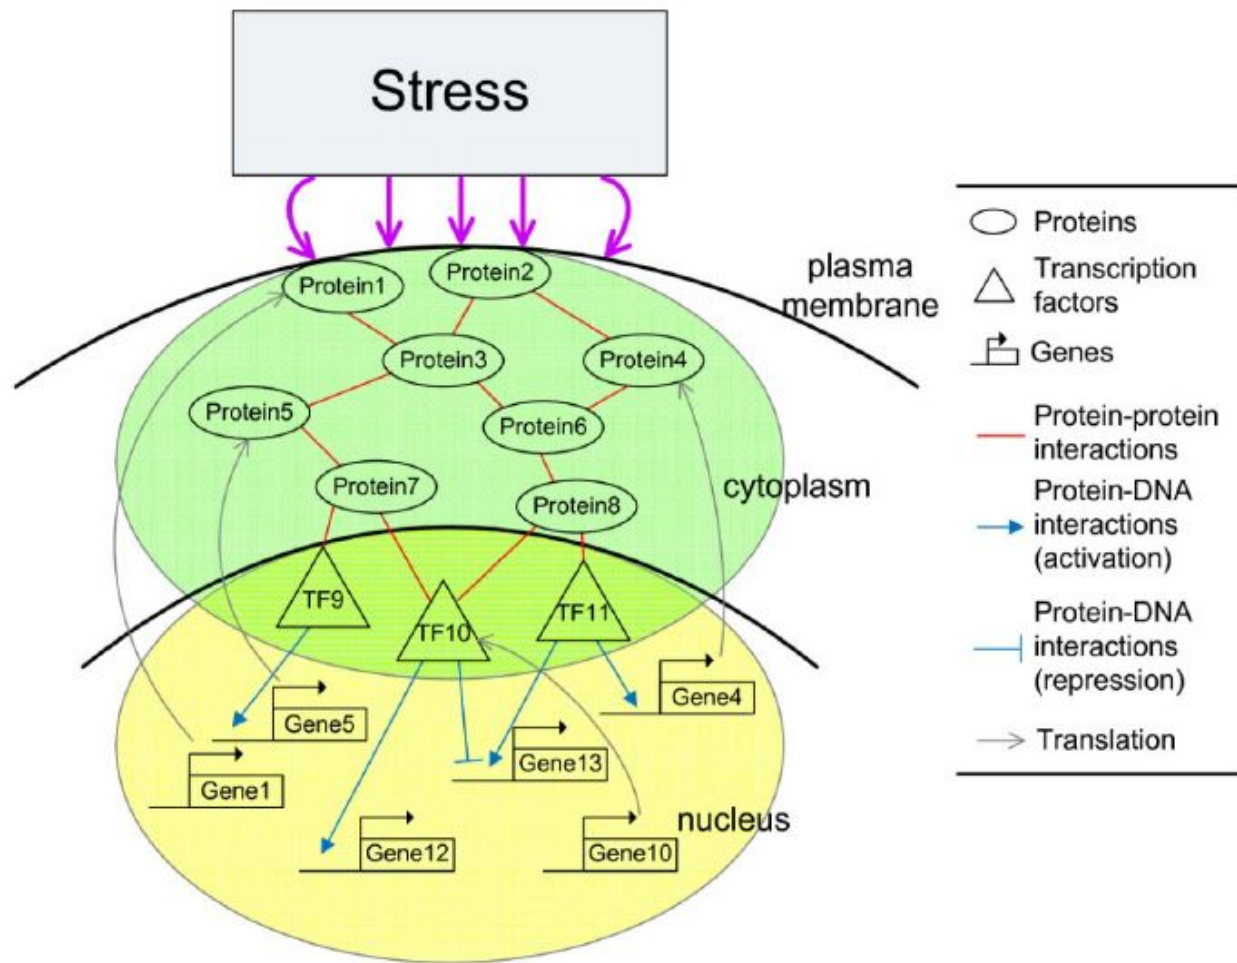 Stress
plasma
membrane
Protein1
Protein2
Protein3
Protein4
Protein5
Protein6
Protein7
Protein8
cytoplasm
TF9
TF10
TF11
Gene4
Gene5
Gene13
Gene1
Gene12
Gene10
nucleus
Proteins
Transcription
factors
Genes
Protein-protein
interactions
Protein-DNA
interactions
(activation)
Protein-DNA
interactions
(repression)
Translation